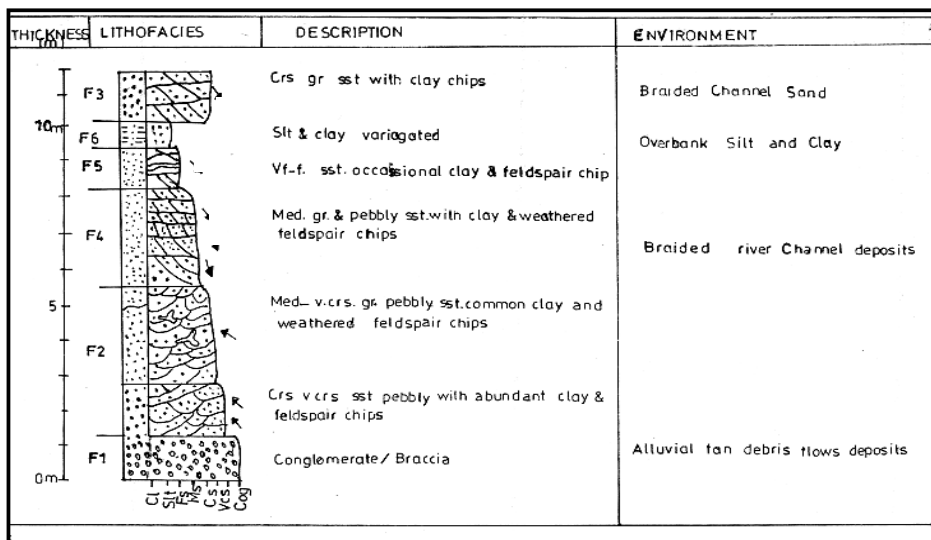 THICKNESS LITHOFACIES DESCRIPTION ENVIRONMENT
(m)
F3 Crs gr sst with clay chips Braided Channel Sand
10m
F6 Slt & clay variagated Overbank Silt and Clay
F5 Vf-f. sst. occassional clay & feldspair chip
F4 Med. gr. & pebbly sst.with clay & weathered
feldspair chips
Braided river Channel deposits
5
F2 Med- v.crs. gr. pebbly sst.common clay and
weathered feldspair chips
Crs v crs sst pebbly with abundant clay &
feldspair chips
F1 Conglomerate/ Braccia Alluvial fan debris flows deposits
0m
Cl Slt Fs Ms Cs Vcs Cog